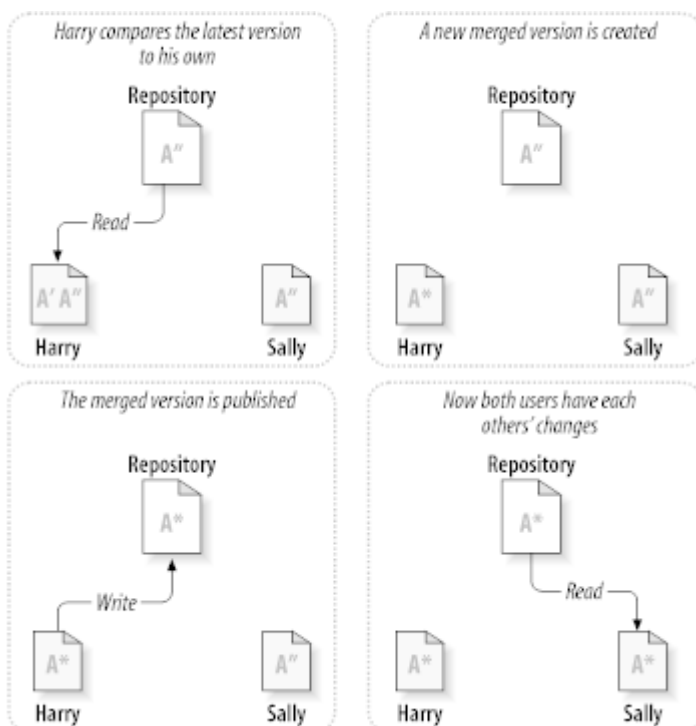 Harry compares the latest version
to his own
Repository
A″
Read
A′ A″
A″
Harry
Sally
A new merged version is created
Repository
A″
A*
A″
Harry
Sally
The merged version is published
Repository
A*
Write
A*
A″
Harry
Sally
Now both users have each
others’ changes
Repository
A*
Read
A*
A*
Harry
Sally